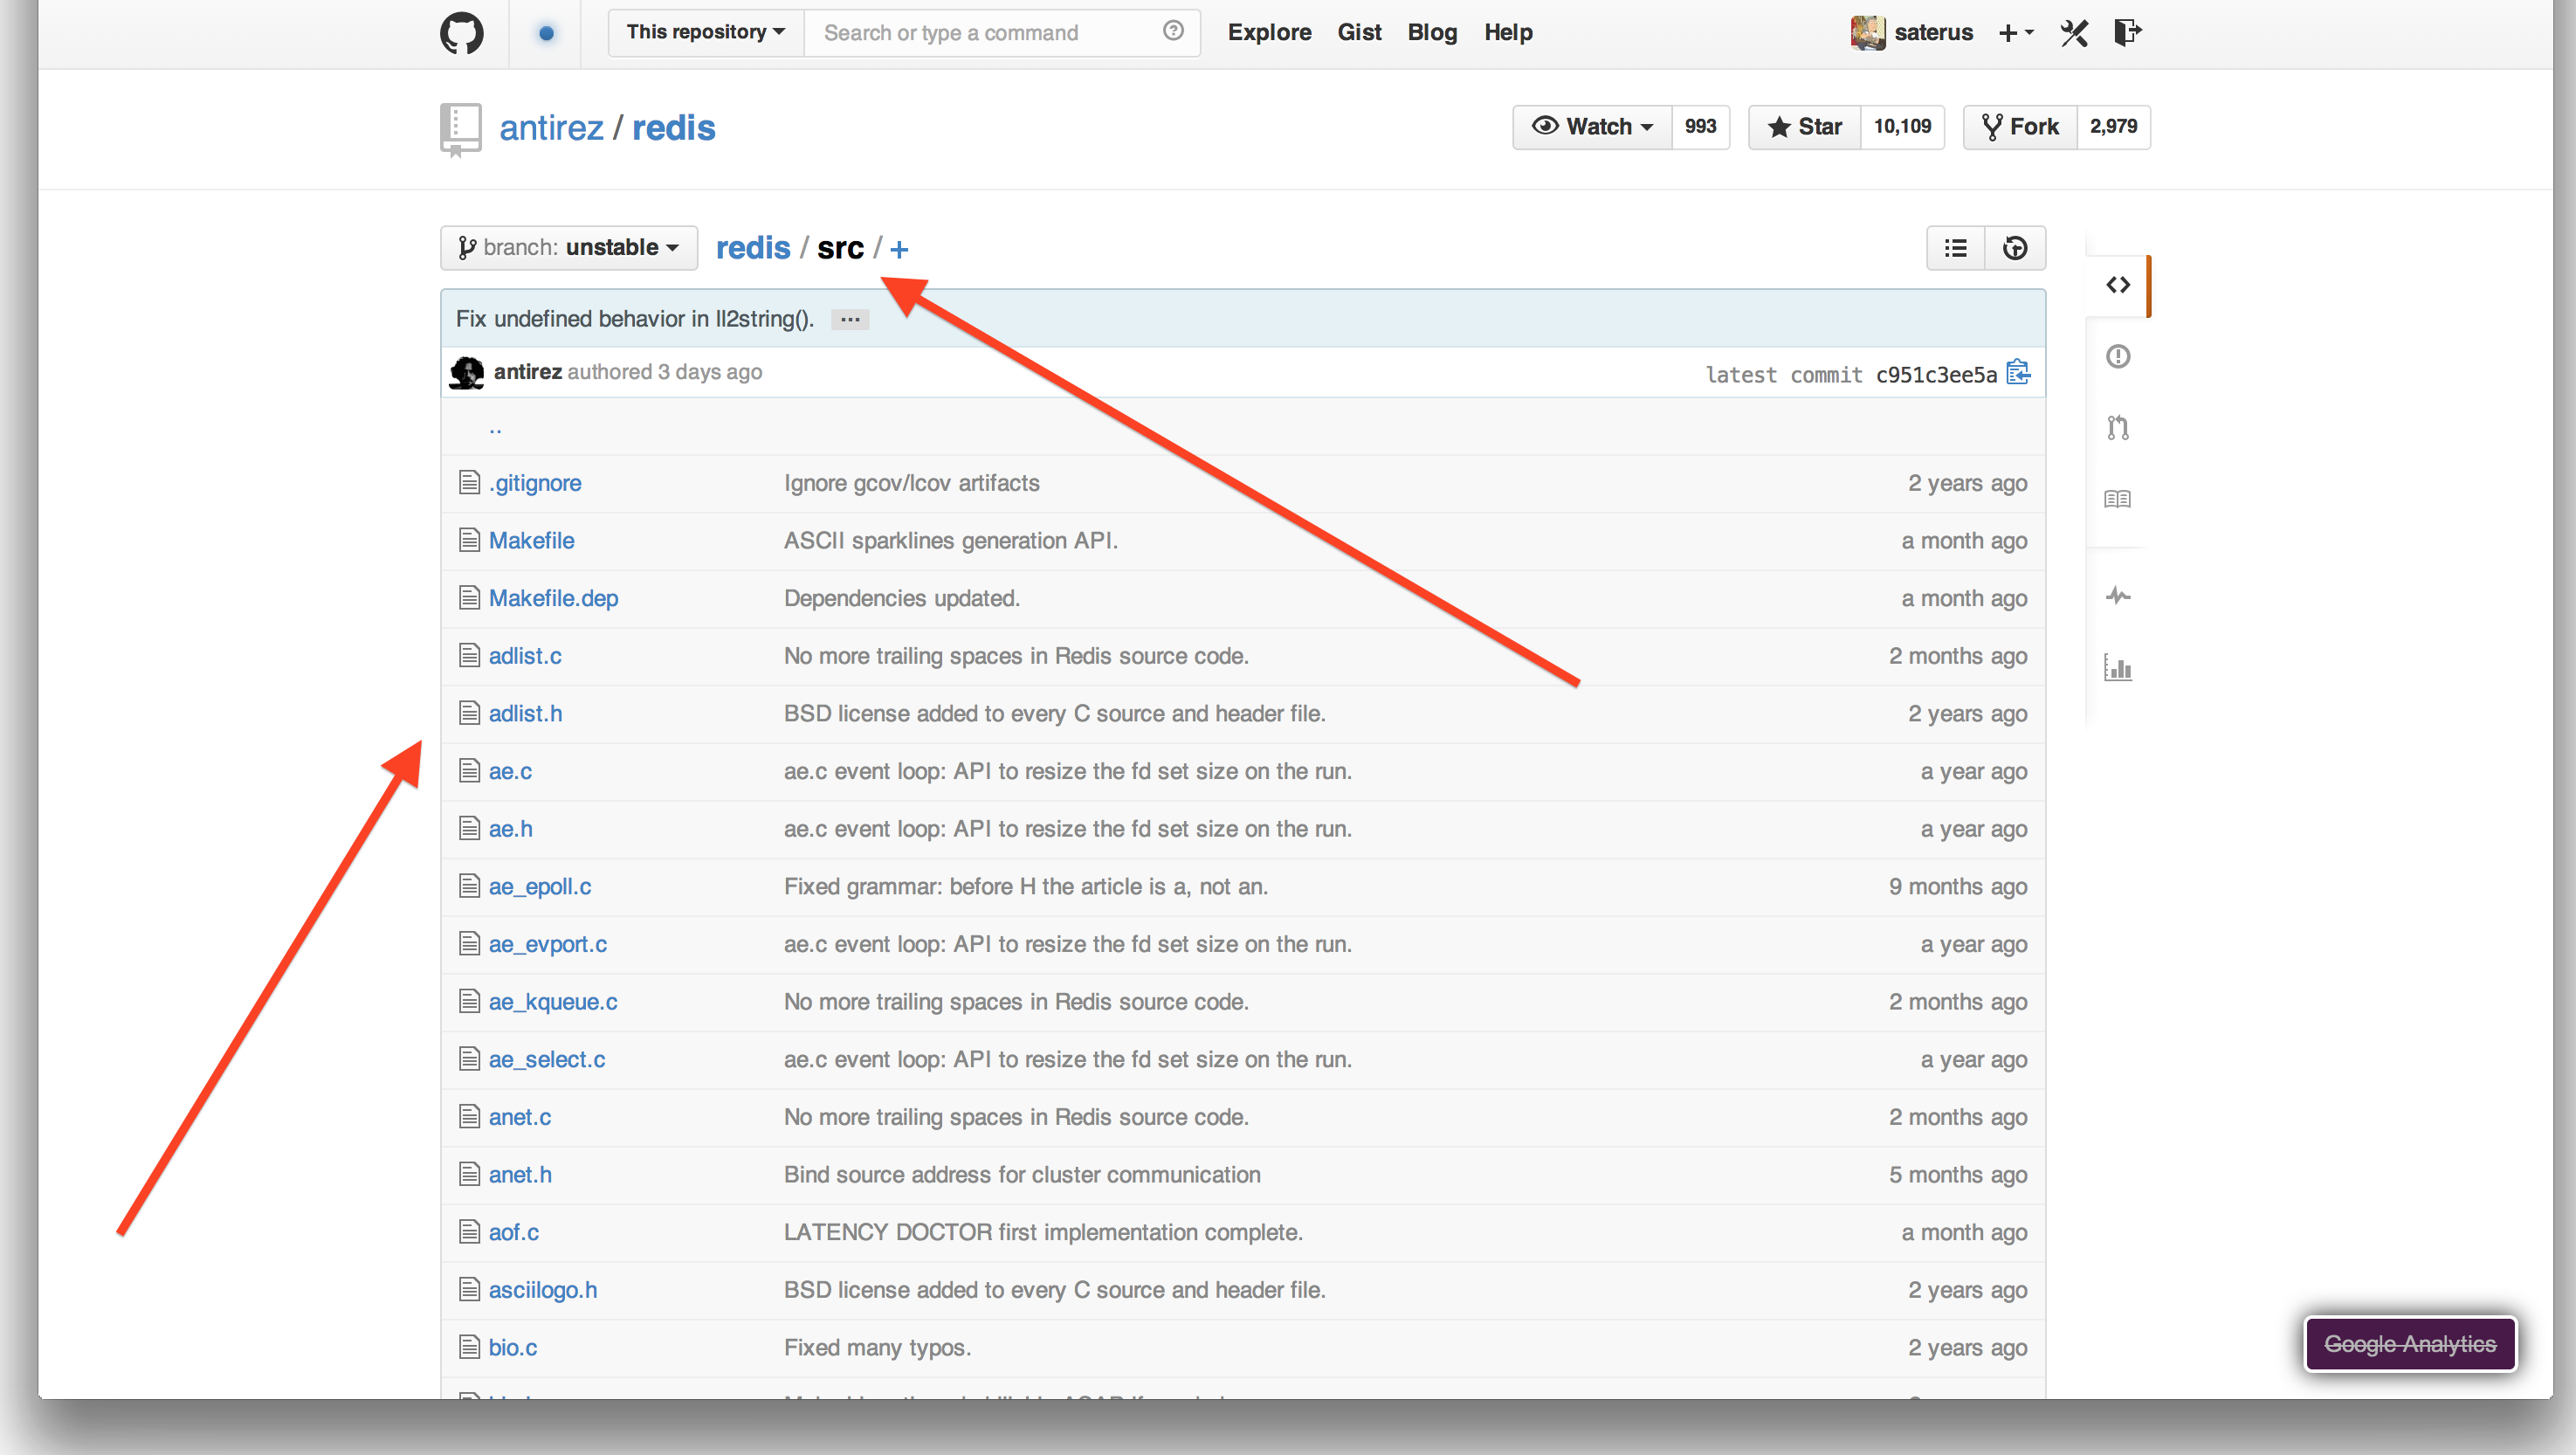 This repository Search or type a command Explore Gist Blog Help saterus
antirez / redis Watch 993 Star 10,109 Fork 2,979
branch: unstable redis / src / +
Fix undefined behavior in ll2string(). ...
antirez authored 3 days ago latest commit c951c3ee5a
..
.gitignore Ignore gcov/lcov artifacts 2 years ago
Makefile ASCII sparklines generation API. a month ago
Makefile.dep Dependencies updated. a month ago
adlist.c No more trailing spaces in Redis source code. 2 months ago
adlist.h BSD license added to every C source and header file. 2 years ago
ae.c ae.c event loop: API to resize the fd set size on the run. a year ago
ae.h ae.c event loop: API to resize the fd set size on the run. a year ago
ae_epoll.c Fixed grammar: before H the article is a, not an. 9 months ago
ae_evport.c ae.c event loop: API to resize the fd set size on the run. a year ago
ae_kqueue.c No more trailing spaces in Redis source code. 2 months ago
ae_select.c ae.c event loop: API to resize the fd set size on the run. a year ago
anet.c No more trailing spaces in Redis source code. 2 months ago
anet.h Bind source address for cluster communication 5 months ago
aof.c LATENCY DOCTOR first implementation complete. a month ago
asciilogo.h BSD license added to every C source and header file. 2 years ago
bio.c Fixed many typos. 2 years ago
Google Analytics